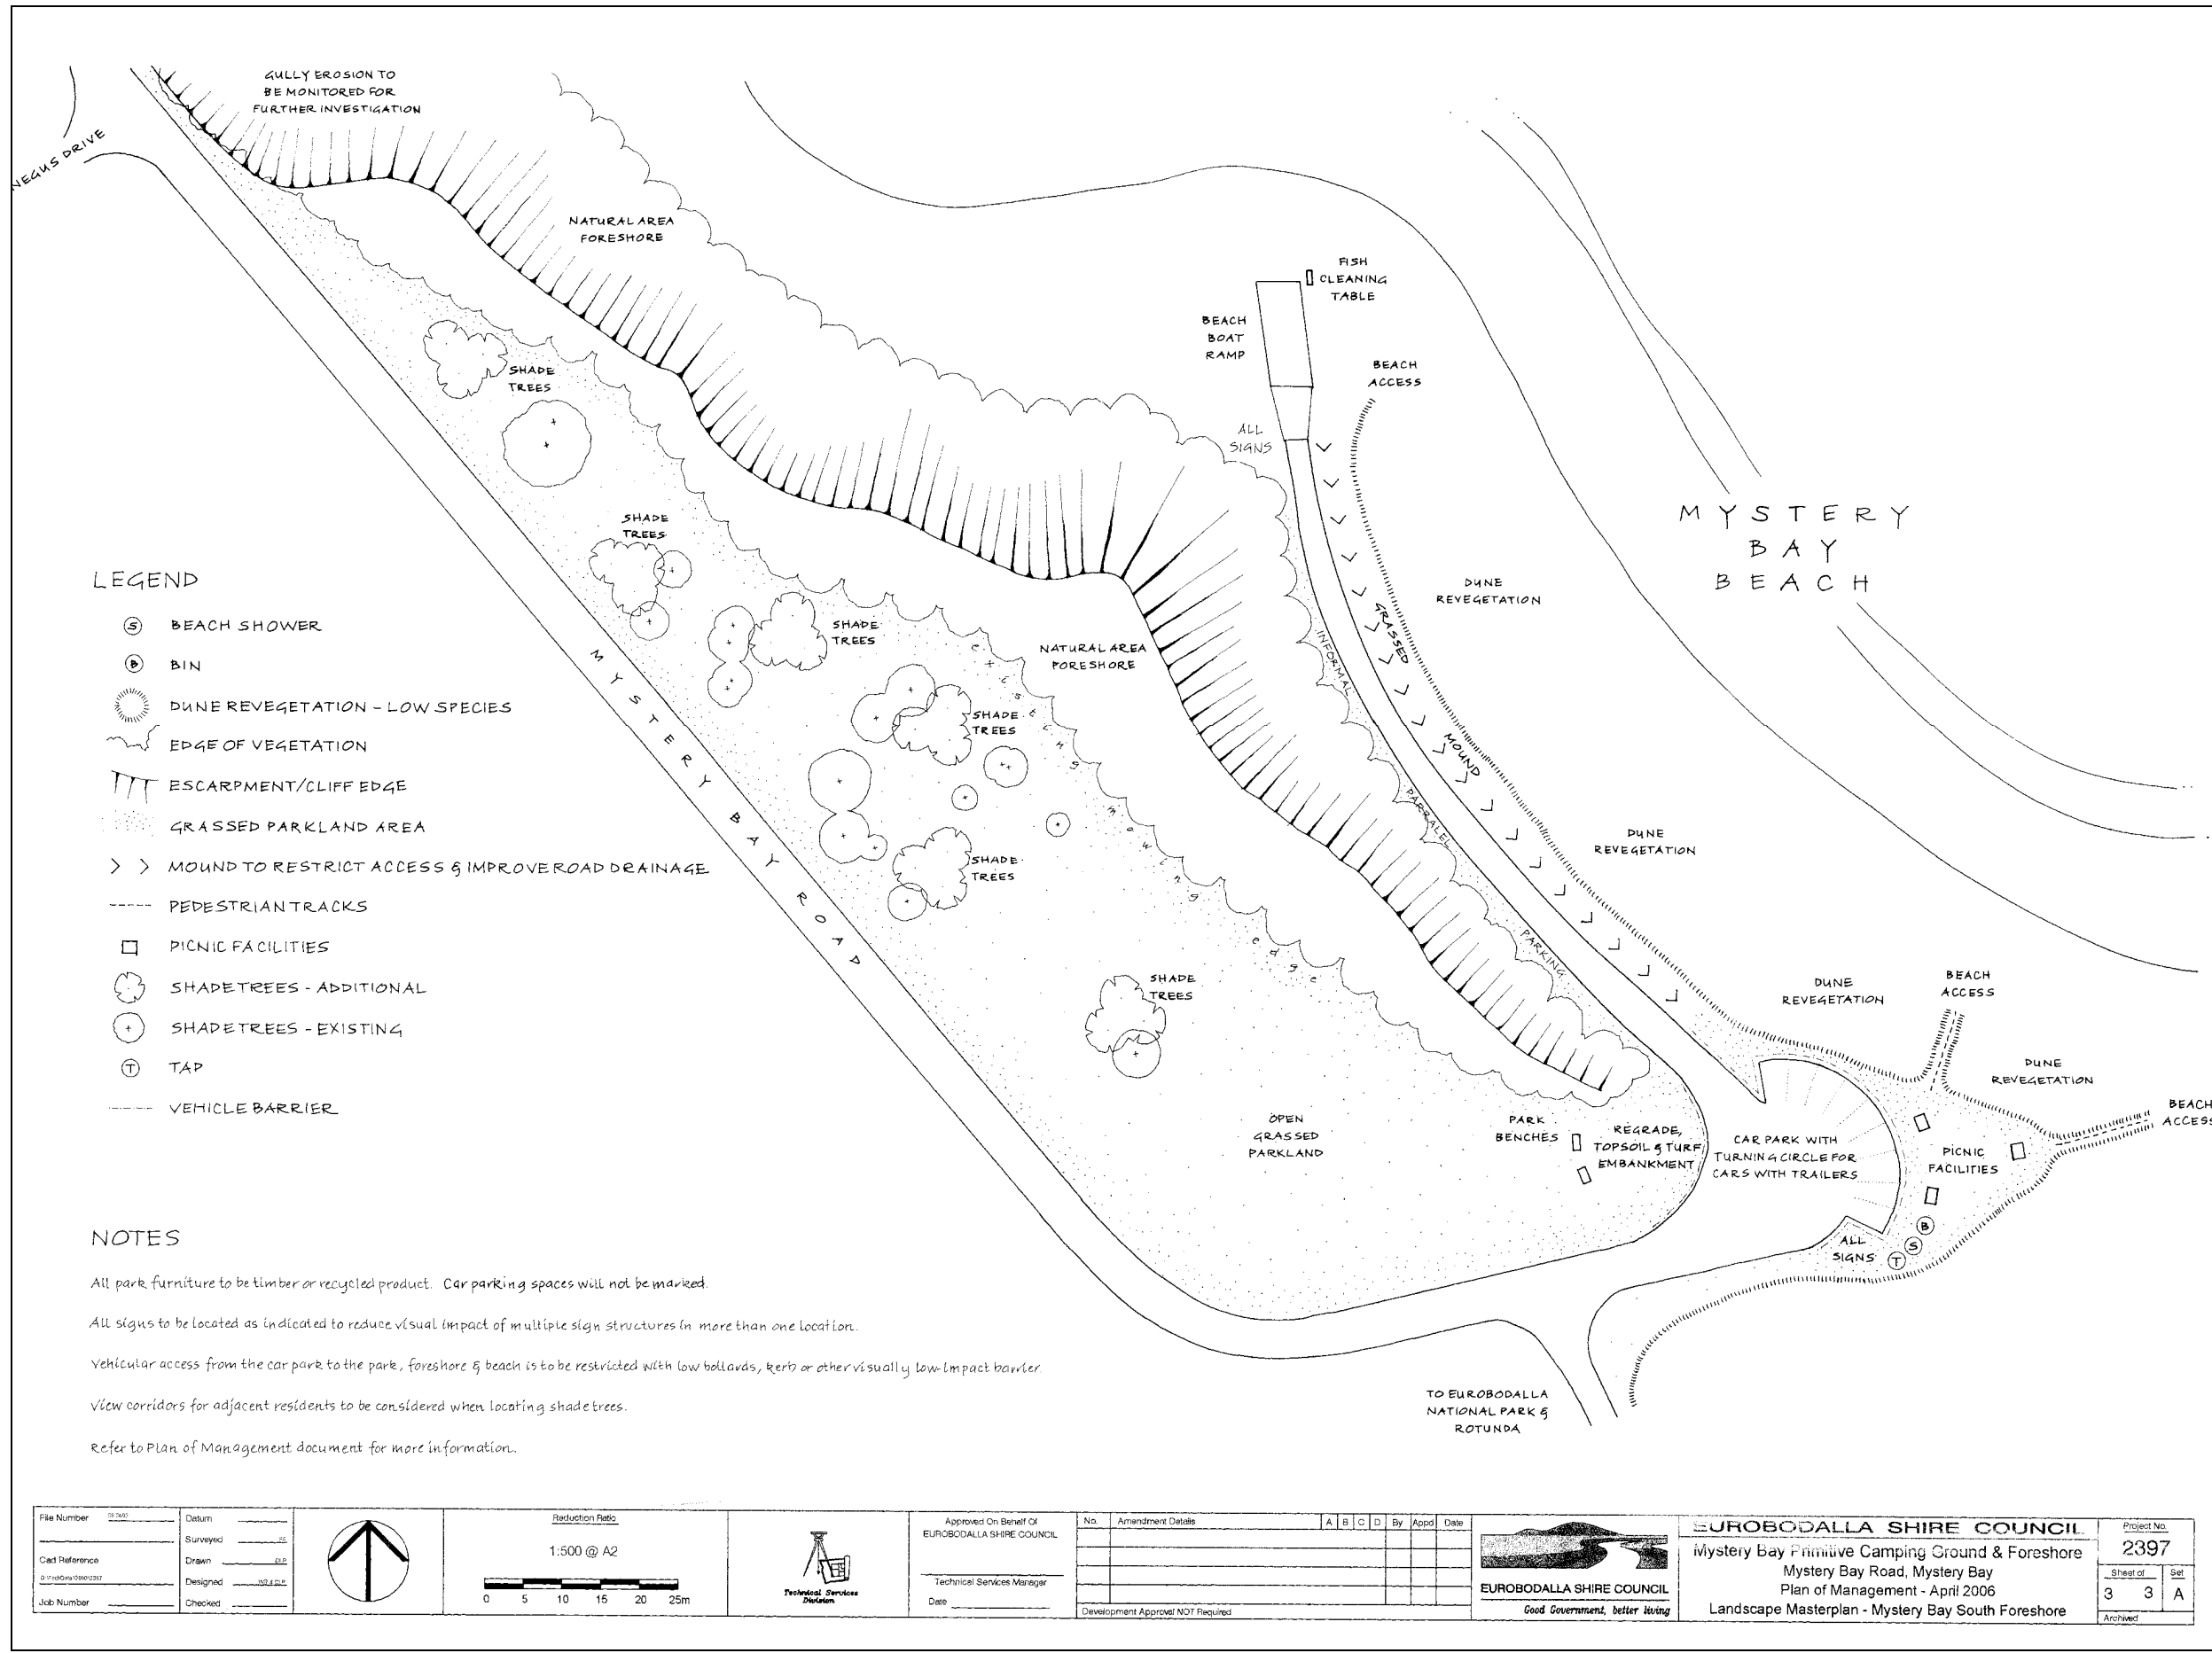 GULLY EROSION TO
BE MONITORED FOR
FURTHER INVESTIGATION
NEGUS DRIVE
NATURAL AREA
FORESHORE
FISH
CLEANING
TABLE
BEACH
BOAT
RAMP
BEACH
ACCESS
ALL
SIGNS
SHADE
TREES
SHADE
TREES
MYSTERY
BAY
BEACH
DUNE
REVEGETATION
GRASSED MOUND
INFORMAL PARRALEL PARKING
SHADE
TREES
NATURAL AREA
FORESHORE
MYSTERY BAY ROAD
SHADE
TREES
existing mowing edge
SHADE
TREES
DUNE
REVEGETATION
SHADE
TREES
DUNE
REVEGETATION
BEACH
ACCESS
DUNE
REVEGETATION
BEACH
ACCESS
OPEN
GRASSED
PARKLAND
PARK
BENCHES
REGRADE,
TOPSOIL & TURF
EMBANKMENT
CAR PARK WITH
TURNING CIRCLE FOR
CARS WITH TRAILERS
PICNIC
FACILITIES
B
S
T
ALL
SIGNS
TO EUROBODALLA
NATIONAL PARK &
ROTUNDA
LEGEND
S BEACH SHOWER
B BIN
DUNE REVEGETATION - LOW SPECIES
EDGE OF VEGETATION
ESCARPMENT/CLIFF EDGE
GRASSED PARKLAND AREA
MOUND TO RESTRICT ACCESS & IMPROVE ROAD DRAINAGE
PEDESTRIAN TRACKS
PICNIC FACILITIES
SHADE TREES - ADDITIONAL
SHADE TREES - EXISTING
T TAP
VEHICLE BARRIER
NOTES
All park furniture to be timber or recycled product. Car parking spaces will not be marked.
All signs to be located as indicated to reduce visual impact of multiple sign structures in more than one location.
Vehicular access from the car park to the park, foreshore & beach is to be restricted with low bollards, kerb or other visually low-impact barrier.
View corridors for adjacent residents to be considered when locating shade trees.
Refer to Plan of Management document for more information.
File Number
Cad Reference
Job Number
Datum
Surveyed
Drawn
Designed
Checked
Reduction Ratio
1:500 @ A2
0 5 10 15 20 25m
Technical Services
Division
Approved On Behalf Of
EUROBODALLA SHIRE COUNCIL
Technical Services Manager
Date
No. Amendment Details A B C D By Appd Date
Development Approval NOT Required
EUROBODALLA SHIRE COUNCIL
Good Government, better living
EUROBODALLA SHIRE COUNCIL
Mystery Bay Primitive Camping Ground & Foreshore
Mystery Bay Road, Mystery Bay
Plan of Management - April 2006
Landscape Masterplan - Mystery Bay South Foreshore
Project No.
2397
Sheet of Set
3 3 A
Archived